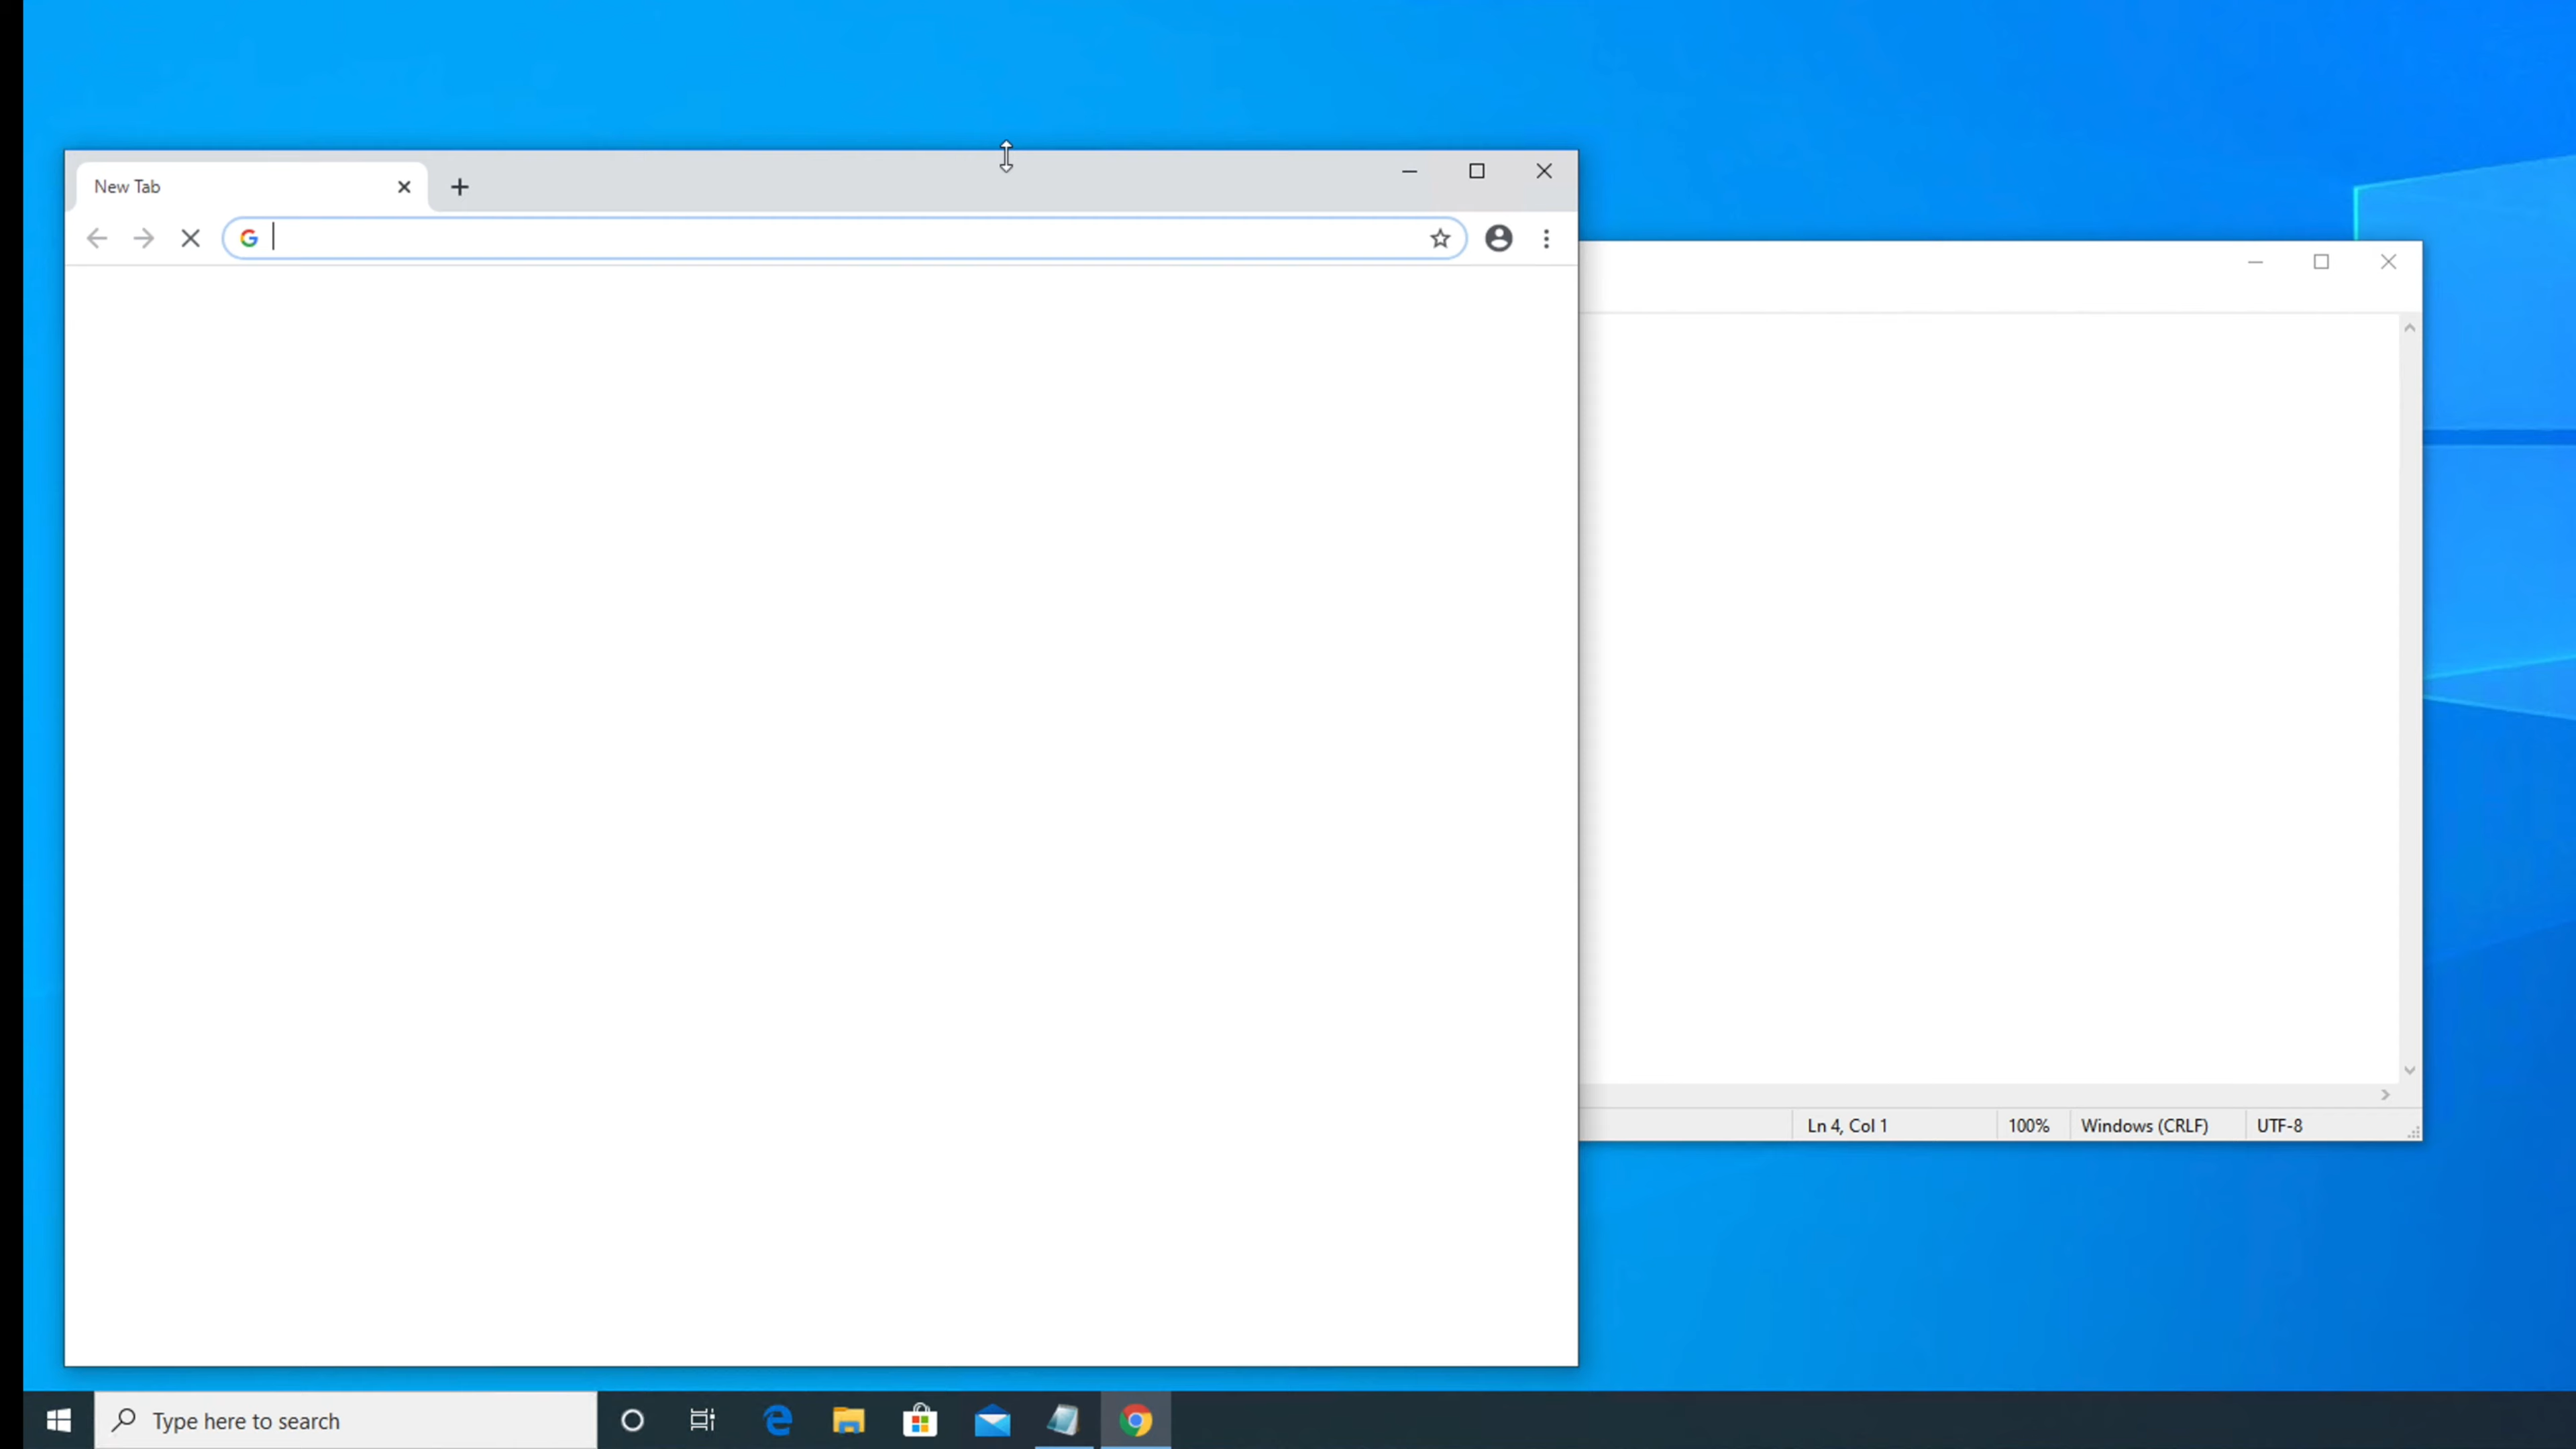 New Tab
Ln 4, Col 1
100%
Windows (CRLF)
UTF-8
Type here to search